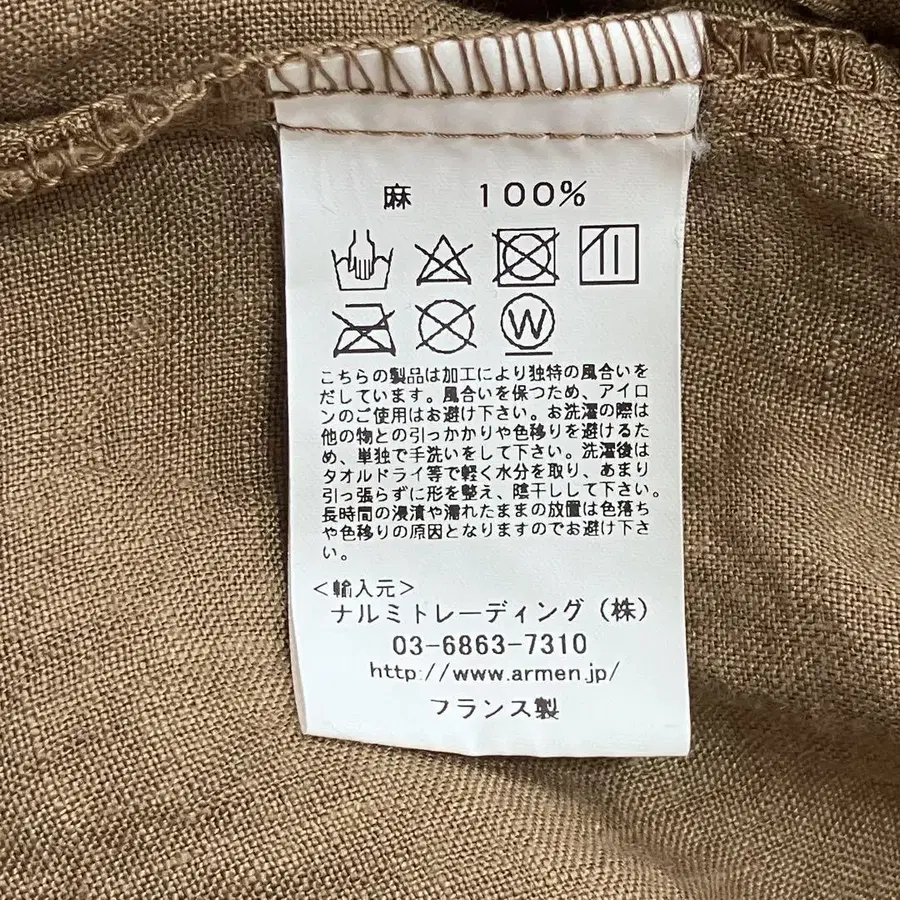 麻 100%
W
こちらの製品は加工により独特の風合いを
だしています。風合いを保つため、アイロ
ンのご使用はお避け下さい。お洗濯の際は
他の物との引っかかりや色移りを避けるた
め、単独で手洗いをして下さい。洗濯後は
タオルドライ等で軽く水分を取り、あまり
引っ張らずに形を整え、陰干しして下さい。
長時間の浸漬や濡れたままの放置は色落ち
や色移りの原因となりますのでお避け下さ
い。
<輸入元>
ナルミトレーディング(株)
03-6863-7310
http://www.armen.jp/
フランス製